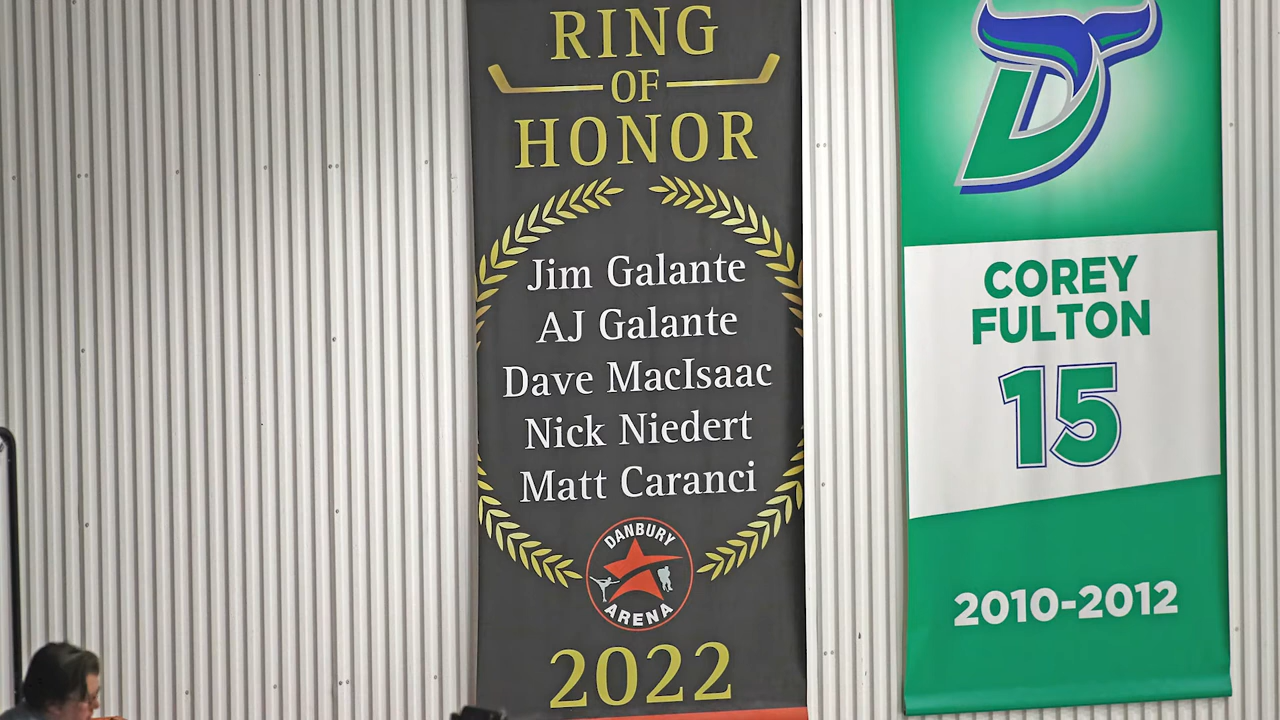 RING
OF
HONOR
Jim Galante
AJ Galante
Dave MacIsaac
Nick Niedert
Matt Caranci
DANBURY
ARENA
2022
D
COREY
FULTON
15
2010-2012